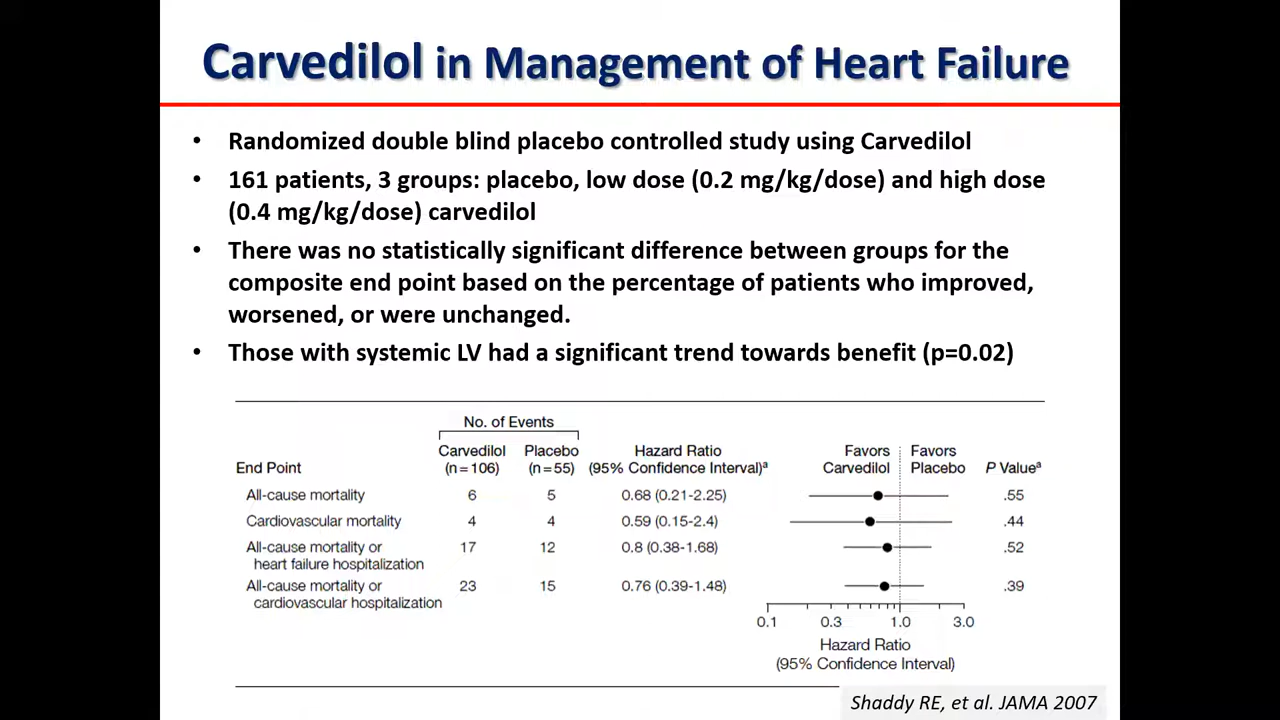 Carvedilol in Management of Heart Failure
• Randomized double blind placebo controlled study using Carvedilol
• 161 patients, 3 groups: placebo, low dose (0.2 mg/kg/dose) and high dose
(0.4 mg/kg/dose) carvedilol
• There was no statistically significant difference between groups for the
composite end point based on the percentage of patients who improved,
worsened, or were unchanged.
• Those with systemic LV had a significant trend towards benefit (p=0.02)
No. of Events
Carvedilol Placebo Hazard Ratio Favors Favors
End Point (n=106) (n=55) (95% Confidence Interval)a Carvedilol Placebo P Valuea
All-cause mortality 6 5 0.68 (0.21-2.25) .55
Cardiovascular mortality 4 4 0.59 (0.15-2.4) .44
All-cause mortality or 17 12 0.8 (0.38-1.68) .52
heart failure hospitalization
All-cause mortality or 23 15 0.76 (0.39-1.48) .39
cardiovascular hospitalization
0.1 0.3 1.0 3.0
Hazard Ratio
(95% Confidence Interval)
Shaddy RE, et al. JAMA 2007